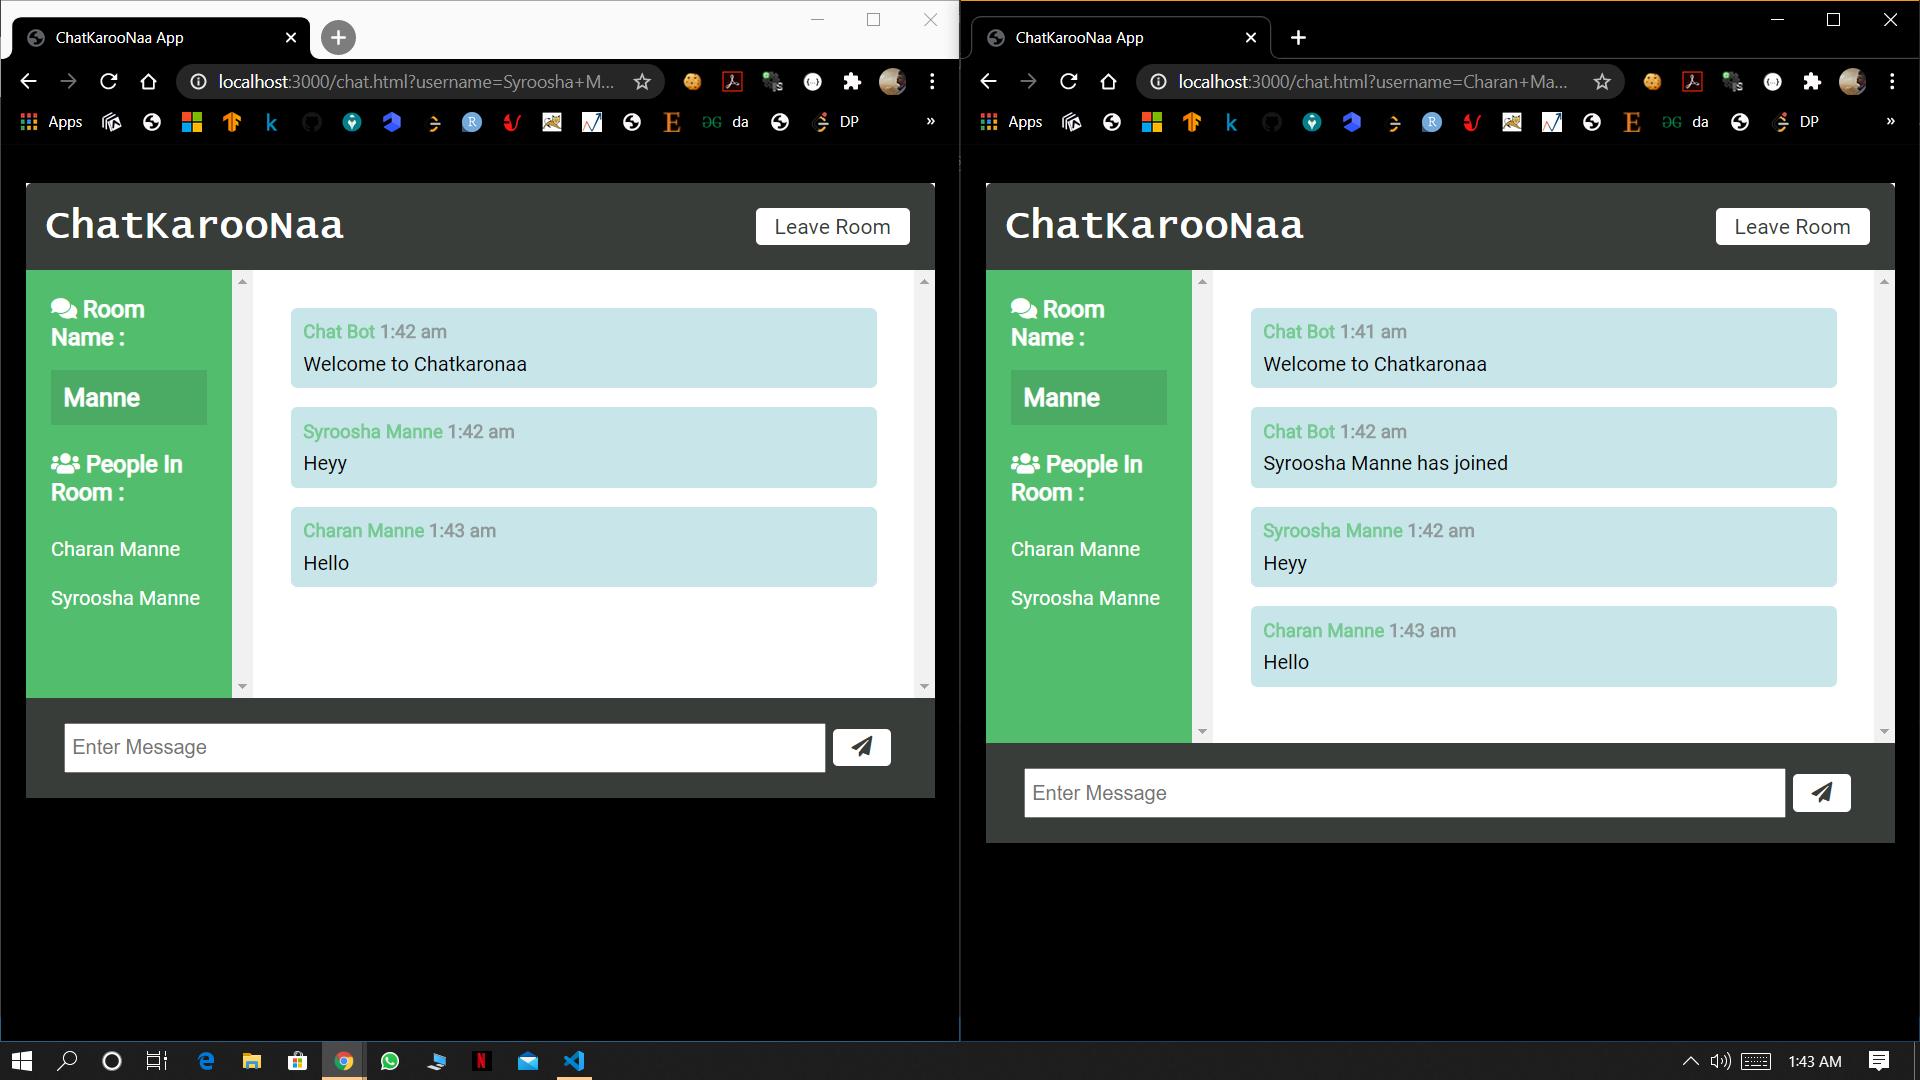 ChatKarooNaa App
localhost:3000/chat.html?username=Syroosha+M...
Apps
da
DP
»
ChatKarooNaa
Leave Room
Room
Name :
Manne
People In
Room :
Charan Manne
Syroosha Manne
Chat Bot 1:42 am
Welcome to Chatkaronaa
Syroosha Manne 1:42 am
Heyy
Charan Manne 1:43 am
Hello
Enter Message
ChatKarooNaa App
localhost:3000/chat.html?username=Charan+Ma...
Apps
da
DP
»
ChatKarooNaa
Leave Room
Room
Name :
Manne
People In
Room :
Charan Manne
Syroosha Manne
Chat Bot 1:41 am
Welcome to Chatkaronaa
Chat Bot 1:42 am
Syroosha Manne has joined
Syroosha Manne 1:42 am
Heyy
Charan Manne 1:43 am
Hello
Enter Message
1:43 AM